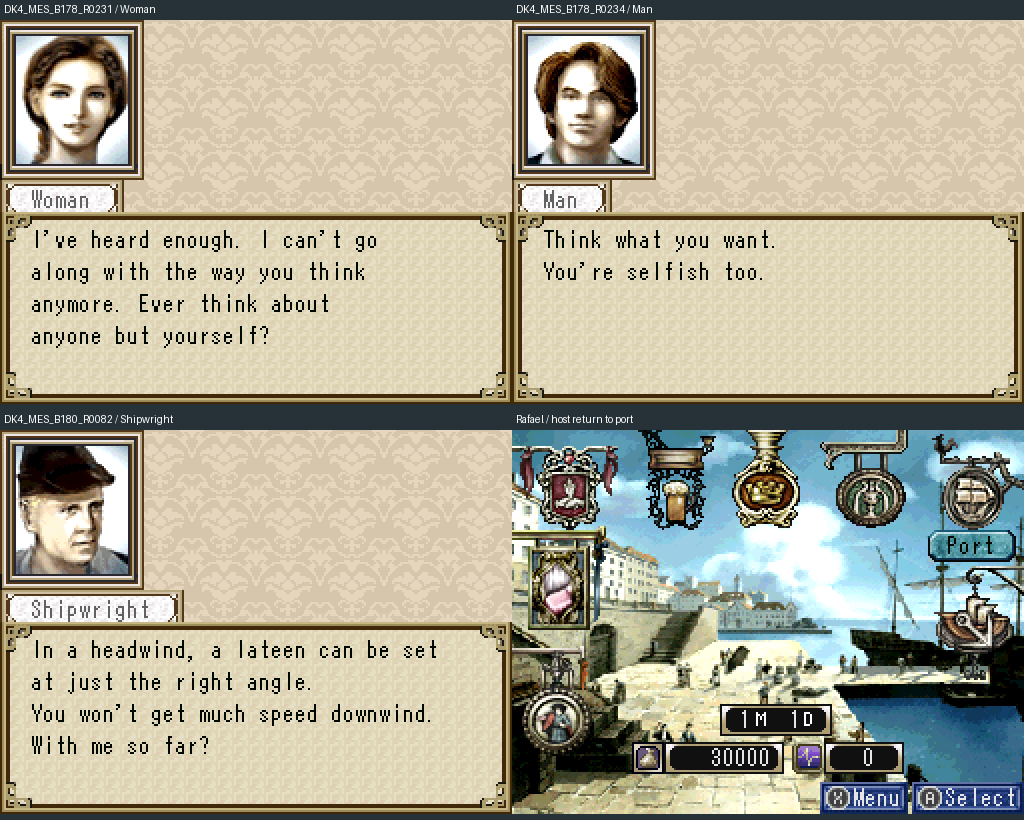 DK4_MES_B178_R0231 / Woman
Woman
I've heard enough. I can't go
along with the way you think
anymore. Ever think about
anyone but yourself?
DK4_MES_B178_R0234 / Man
Man
Think what you want.
You're selfish too.
DK4_MES_B180_R0082 / Shipwright
Shipwright
In a headwind, a lateen can be set
at just the right angle.
You won't get much speed downwind.
With me so far?
Rafael / host return to port
Port
1M 1D
30000
0
X Menu
A Select